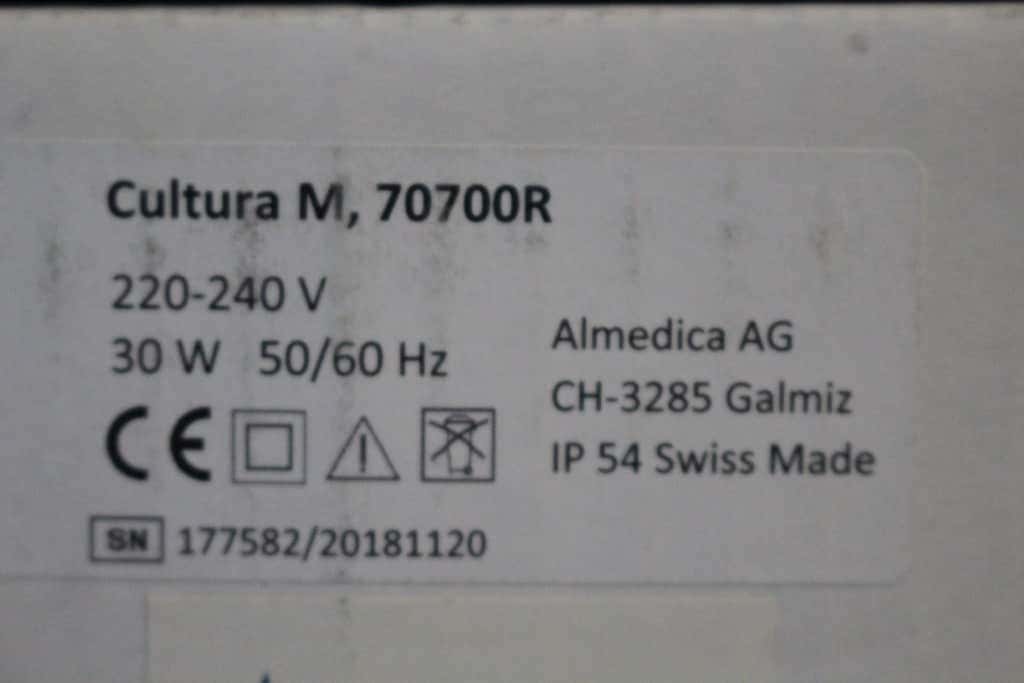 Cultura M, 70700R
220-240 V
30 W 50/60 Hz
CE
SN 177582/20181120
Almedica AG
CH-3285 Galmiz
IP 54 Swiss Made